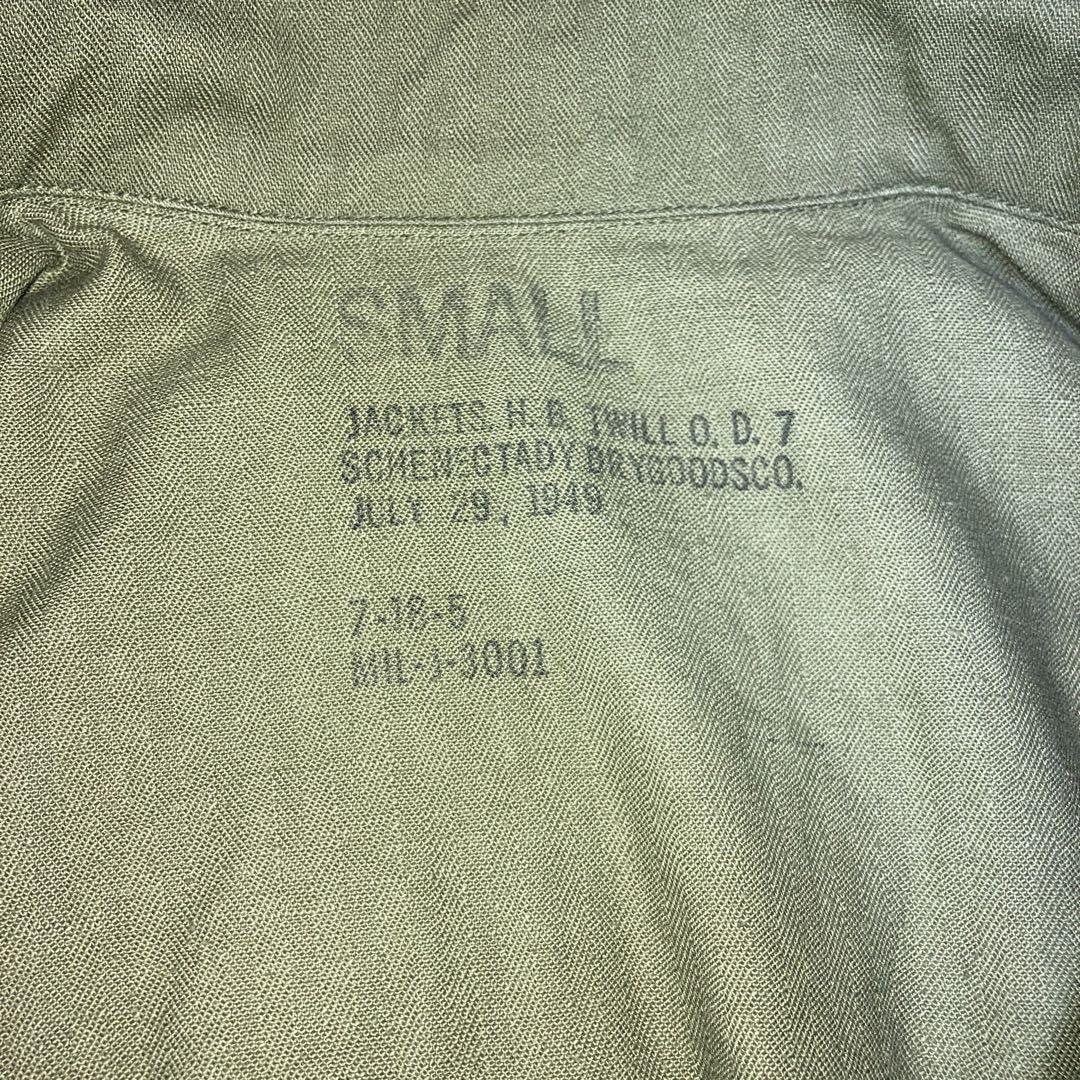 SMALL
JACKETS H. B. TWILL O. D. 7
SCHENECTADY DRYGOODSCO.
JULY 29, 1949
7-18-5
MIL-J-3001